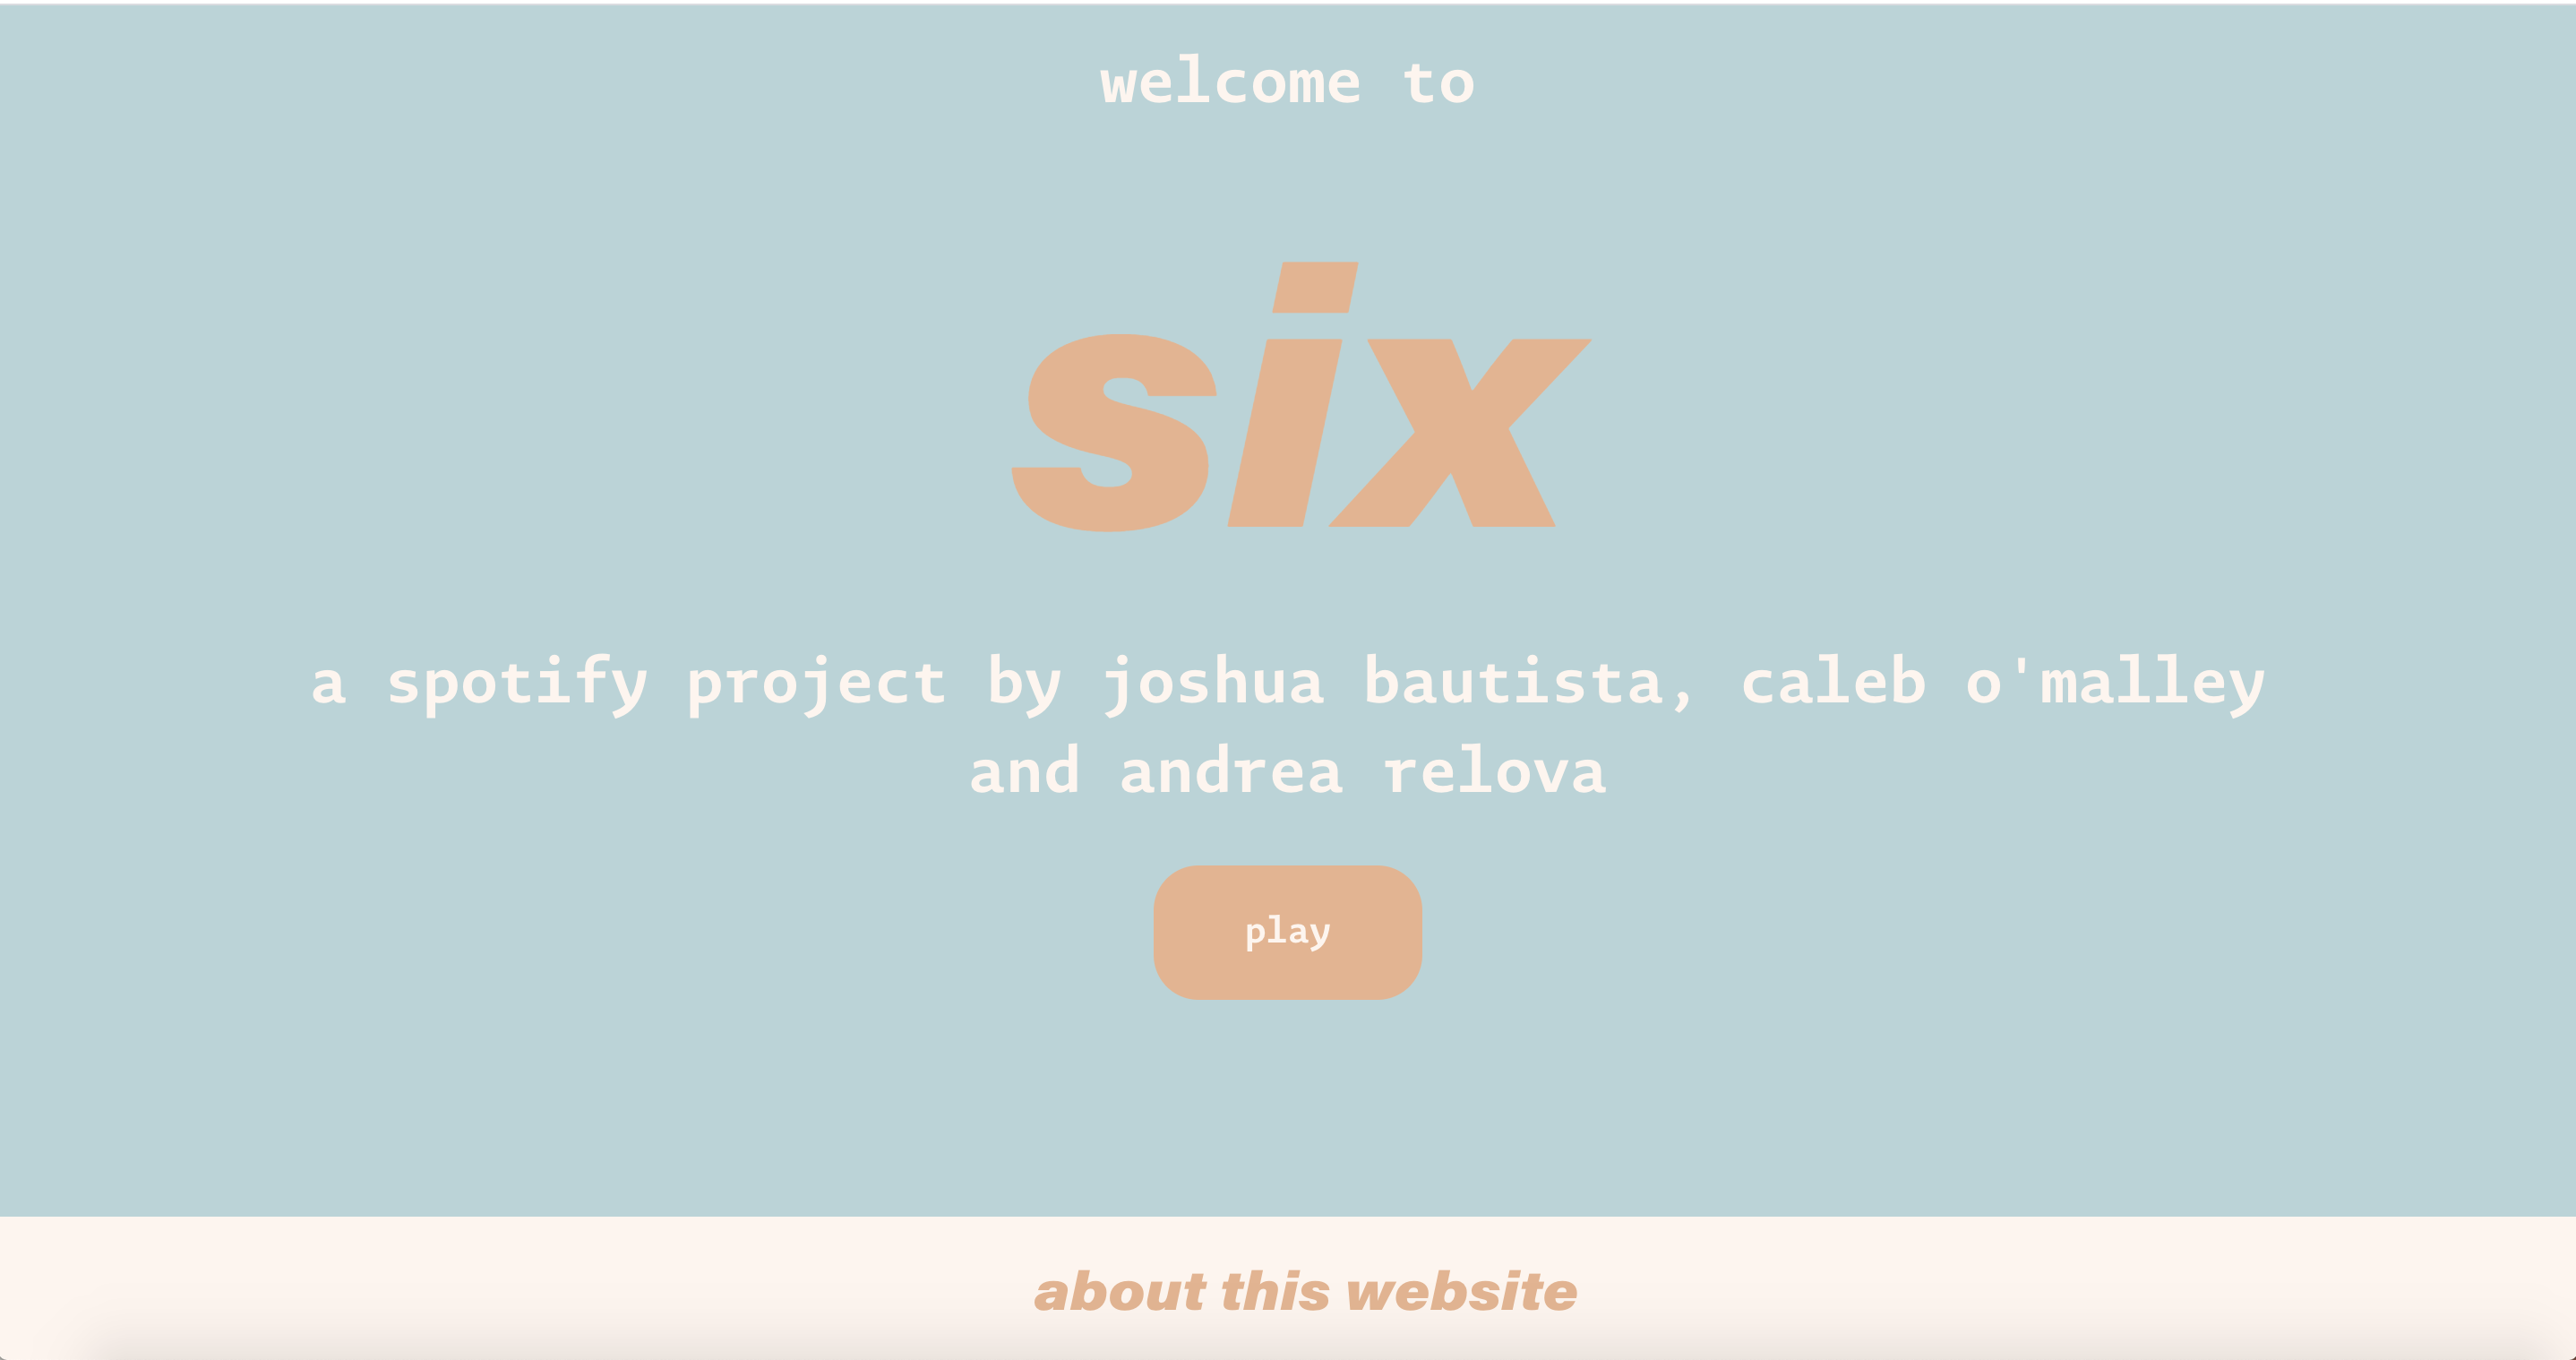 welcome to
six
a spotify project by joshua bautista, caleb o'malley
and andrea relova
play
about this website